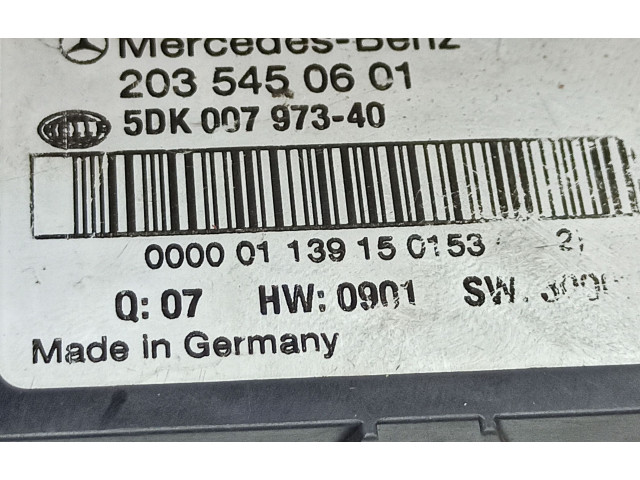 Mercedes-Benz
203 545 06 01
HELLA 5DK 007 973-40
0000 01 139 15 0153
Q: 07 HW: 0901 SW:
Made in Germany